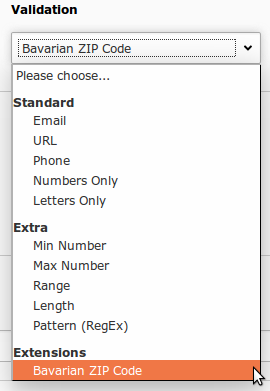 Validation
Bavarian ZIP Code
Please choose...
Standard
Email
URL
Phone
Numbers Only
Letters Only
Extra
Min Number
Max Number
Range
Length
Pattern (RegEx)
Extensions
Bavarian ZIP Code